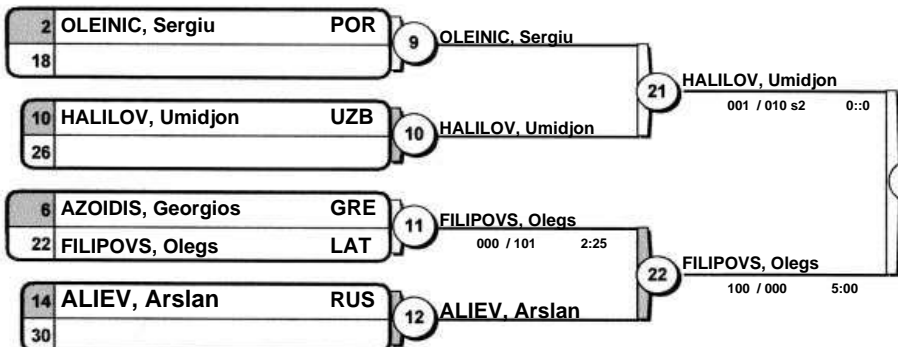 2 OLEINIC, Sergiu POR
18
9 OLEINIC, Sergiu
10 HALILOV, Umidjon UZB
26
10 HALILOV, Umidjon
21 HALILOV, Umidjon
001 / 010 s2 0::0
6 AZOIDIS, Georgios GRE
22 FILIPOVS, Olegs LAT
11 FILIPOVS, Olegs
000 / 101 2:25
14 ALIEV, Arslan RUS
30
12 ALIEV, Arslan
22 FILIPOVS, Olegs
100 / 000 5:00